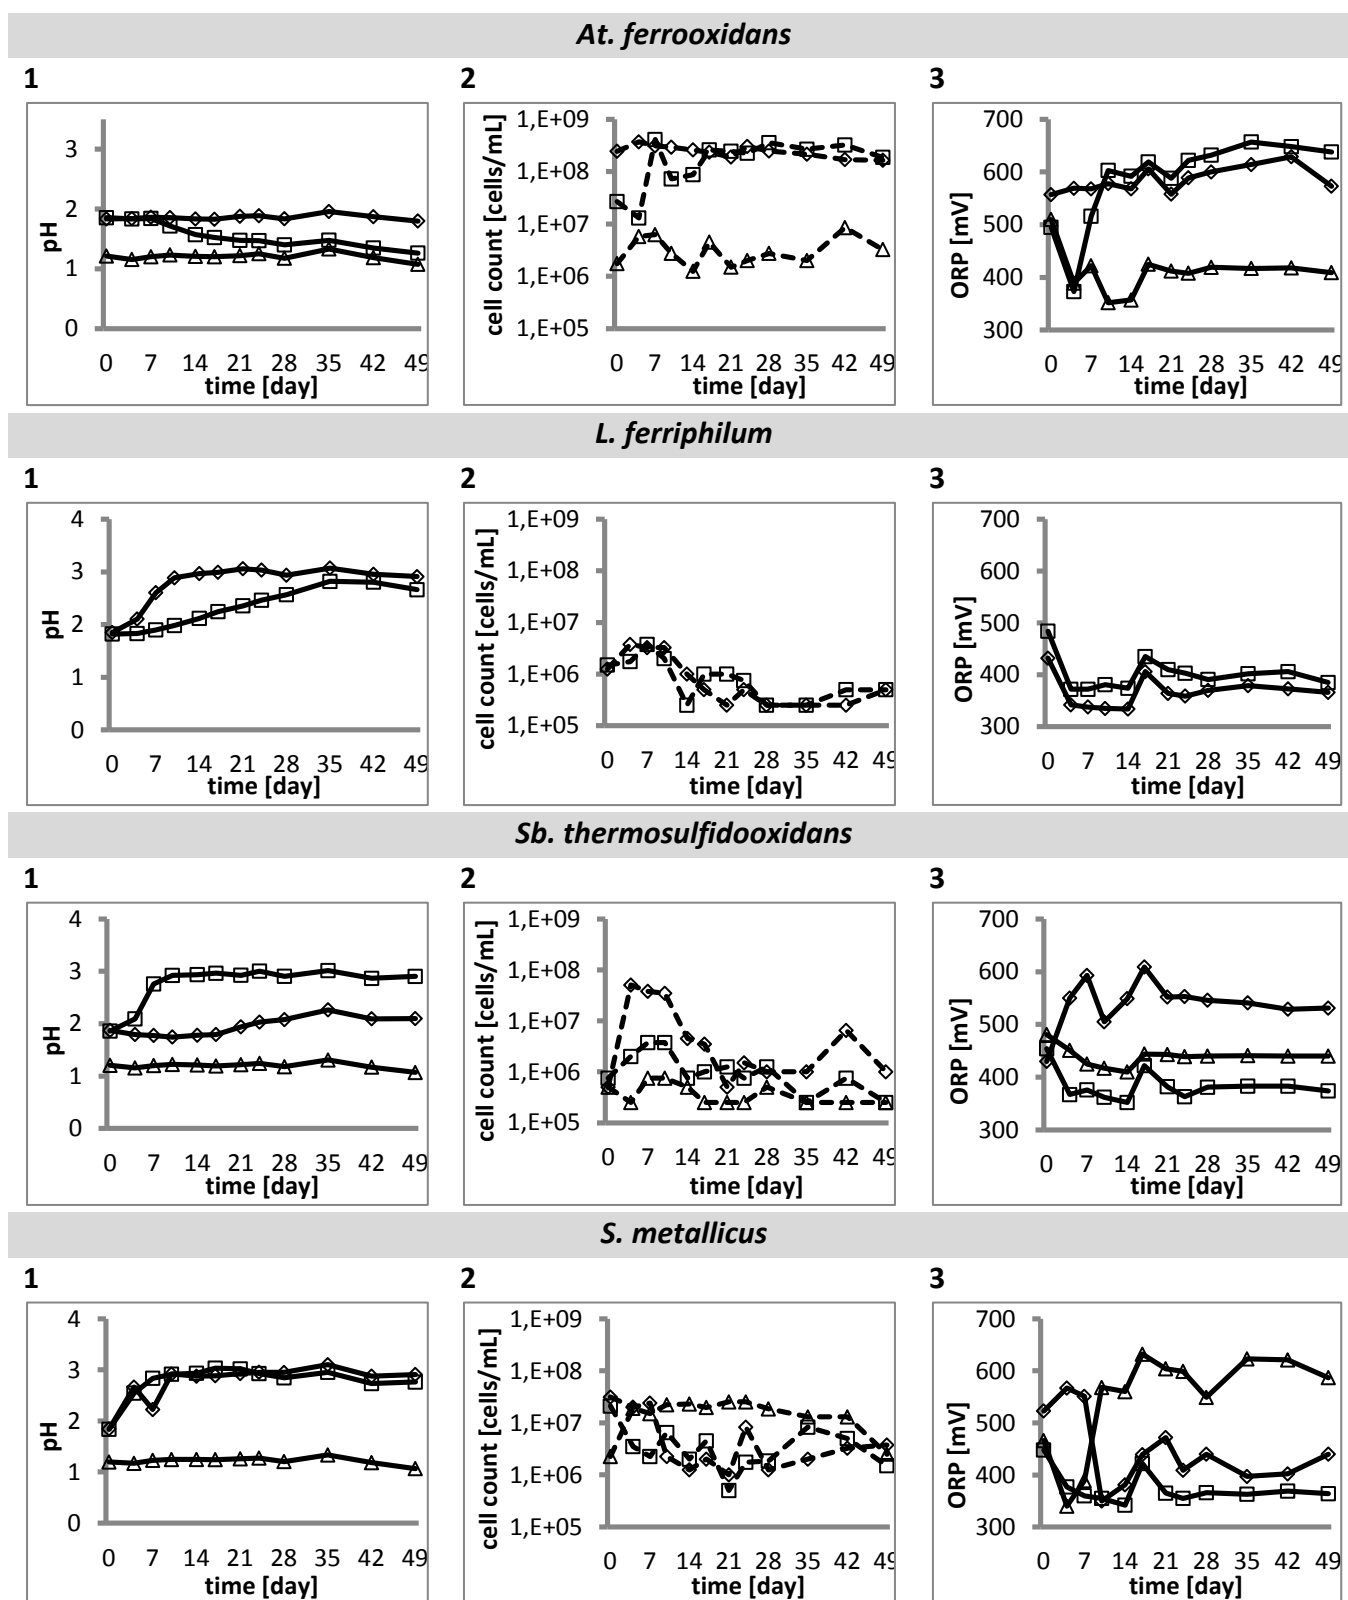 At. ferrooxidans
1 2 3
pH
3
2
1
0
0 7 14 21 28 35 42 49
time [day]
cell count [cells/mL]
1,E+09
1,E+08
1,E+07
1,E+06
1,E+05
0 7 14 21 28 35 42 49
time [day]
ORP [mV]
700
600
500
400
300
0 7 14 21 28 35 42 49
time [day]
L. ferriphilum
1 2 3
pH
4
3
2
1
0
0 7 14 21 28 35 42 49
time [day]
cell count [cells/mL]
1,E+09
1,E+08
1,E+07
1,E+06
1,E+05
0 7 14 21 28 35 42 49
time [day]
ORP [mV]
700
600
500
400
300
0 7 14 21 28 35 42 49
time [day]
Sb. thermosulfidooxidans
1 2 3
pH
4
3
2
1
0
0 7 14 21 28 35 42 49
time [day]
cell count [cells/mL]
1,E+09
1,E+08
1,E+07
1,E+06
1,E+05
0 7 14 21 28 35 42 49
time [day]
ORP [mV]
700
600
500
400
300
0 7 14 21 28 35 42 49
time [day]
S. metallicus
1 2 3
pH
4
3
2
1
0
0 7 14 21 28 35 42 49
time [day]
cell count [cells/mL]
1,E+09
1,E+08
1,E+07
1,E+06
1,E+05
0 7 14 21 28 35 42 49
time [day]
ORP [mV]
700
600
500
400
300
0 7 14 21 28 35 42 49
time [day]